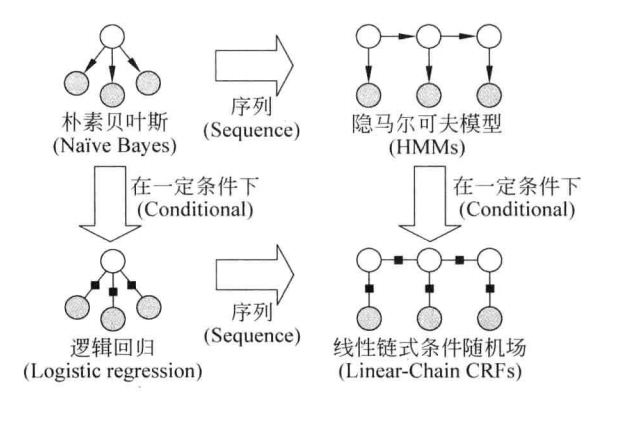 朴素贝叶斯
(Naïve Bayes)
序列
(Sequence)
隐马尔可夫模型
(HMMs)
在一定条件下
(Conditional)
在一定条件下
(Conditional)
逻辑回归
(Logistic regression)
序列
(Sequence)
线性链式条件随机场
(Linear-Chain CRFs)